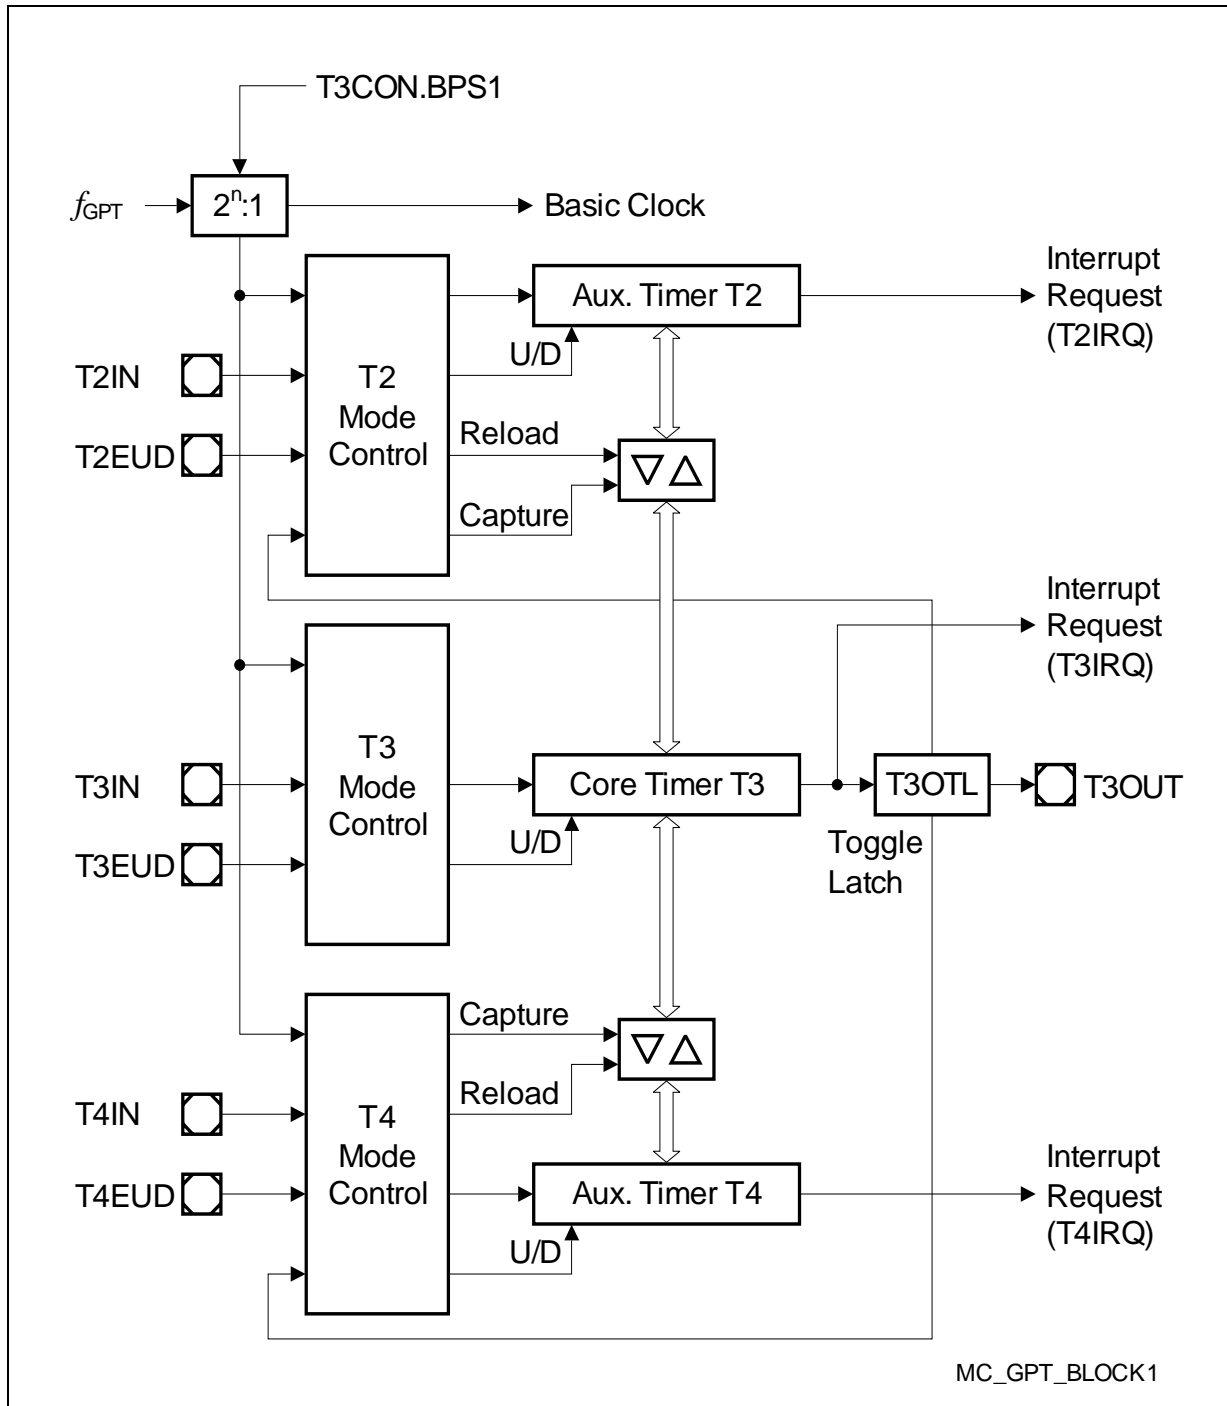 T3CON.BPS1
fGPT
2ⁿ:1
Basic Clock
Interrupt
Request
(T2IRQ)
Aux. Timer T2
U/D
T2IN
T2
Mode
Control
T2EUD
Reload
Capture
Interrupt
Request
(T3IRQ)
T3
Mode
Control
T3IN
Core Timer T3
T3OTL
T3OUT
U/D
T3EUD
Toggle
Latch
Capture
Reload
T4IN
T4
Mode
Control
T4EUD
Aux. Timer T4
Interrupt
Request
(T4IRQ)
U/D
MC_GPT_BLOCK1